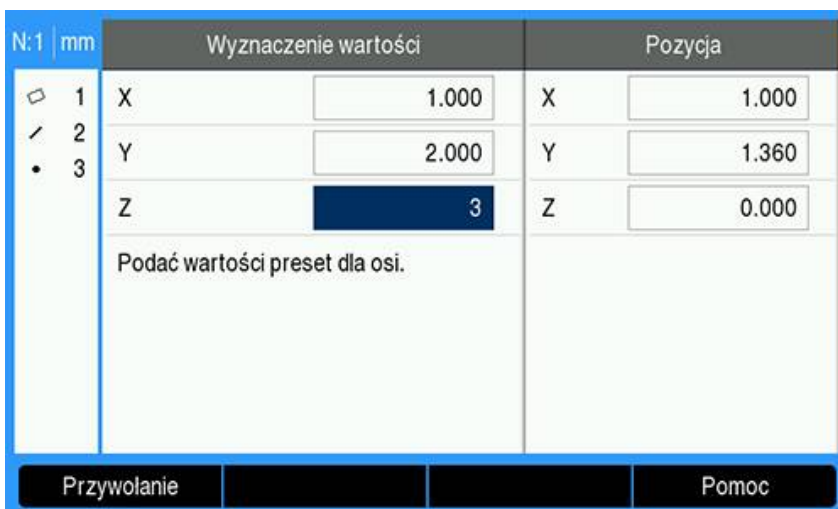 N:1 mm Wyznaczenie wartości Pozycja
1 X 1.000 X 1.000
2
Y 2.000 Y 1.360
3
Z 3 Z 0.000
Podać wartości preset dla osi.
Przywołanie Pomoc